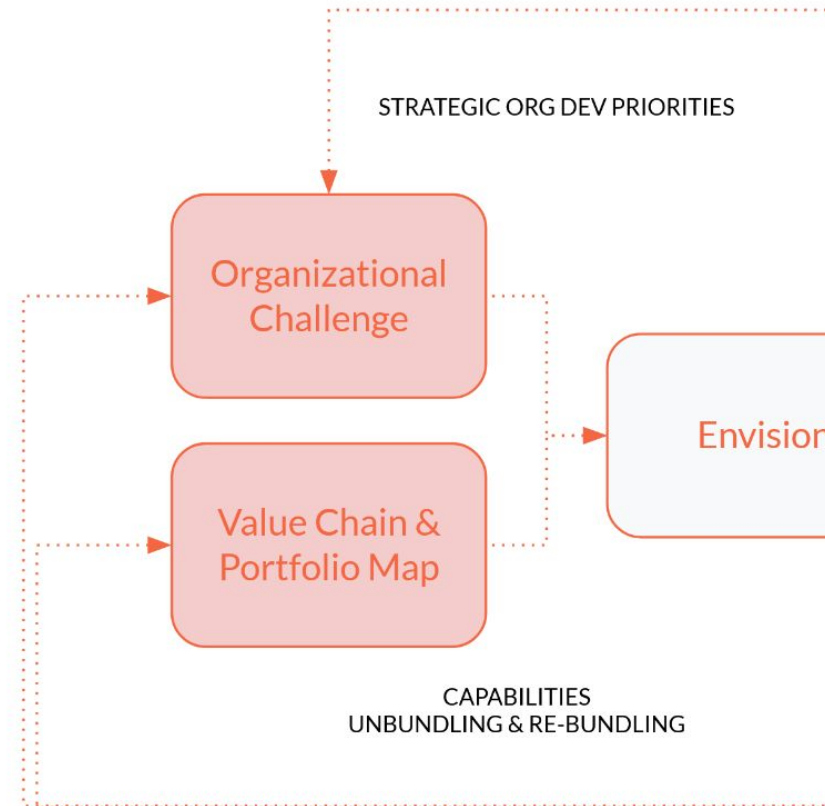 STRATEGIC ORG DEV PRIORITIES
Organizational
Challenge
Envision
Value Chain &
Portfolio Map
CAPABILITIES
UNBUNDLING & RE-BUNDLING